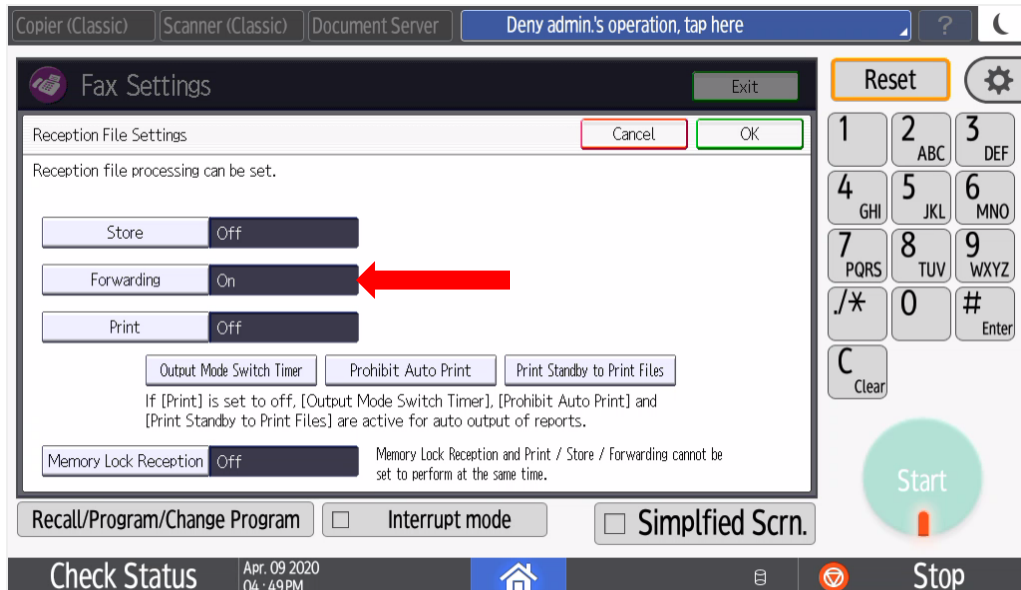 Copier (Classic) Scanner (Classic) Document Server Deny admin.'s operation, tap here ?
Fax Settings Exit
Reset
Reception File Settings Cancel OK
Reception file processing can be set.
Store Off
Forwarding On
Print Off
Output Mode Switch Timer Prohibit Auto Print Print Standby to Print Files
If [Print] is set to off, [Output Mode Switch Timer], [Prohibit Auto Print] and
[Print Standby to Print Files] are active for auto output of reports.
Memory Lock Reception Off
Memory Lock Reception and Print / Store / Forwarding cannot be
set to perform at the same time.
1 2 ABC 3 DEF
4 GHI 5 JKL 6 MNO
7 PQRS 8 TUV 9 WXYZ
./* 0 # Enter
C Clear
Start
Recall/Program/Change Program Interrupt mode Simplfied Scrn.
Check Status Apr. 09 2020
04 : 49 PM
Stop